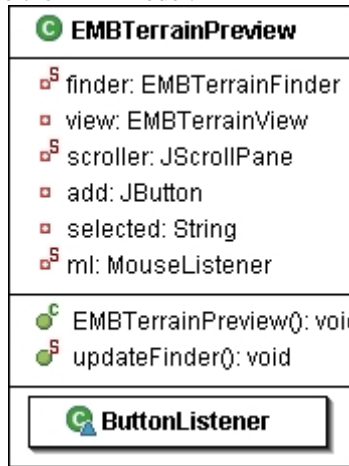 EMBTerrainPreview
finder: EMBTerrainFinder
view: EMBTerrainView
scroller: JScrollPane
add: JButton
selected: String
ml: MouseListener
EMBTerrainPreview(): voi
updateFinder(): void
ButtonListener